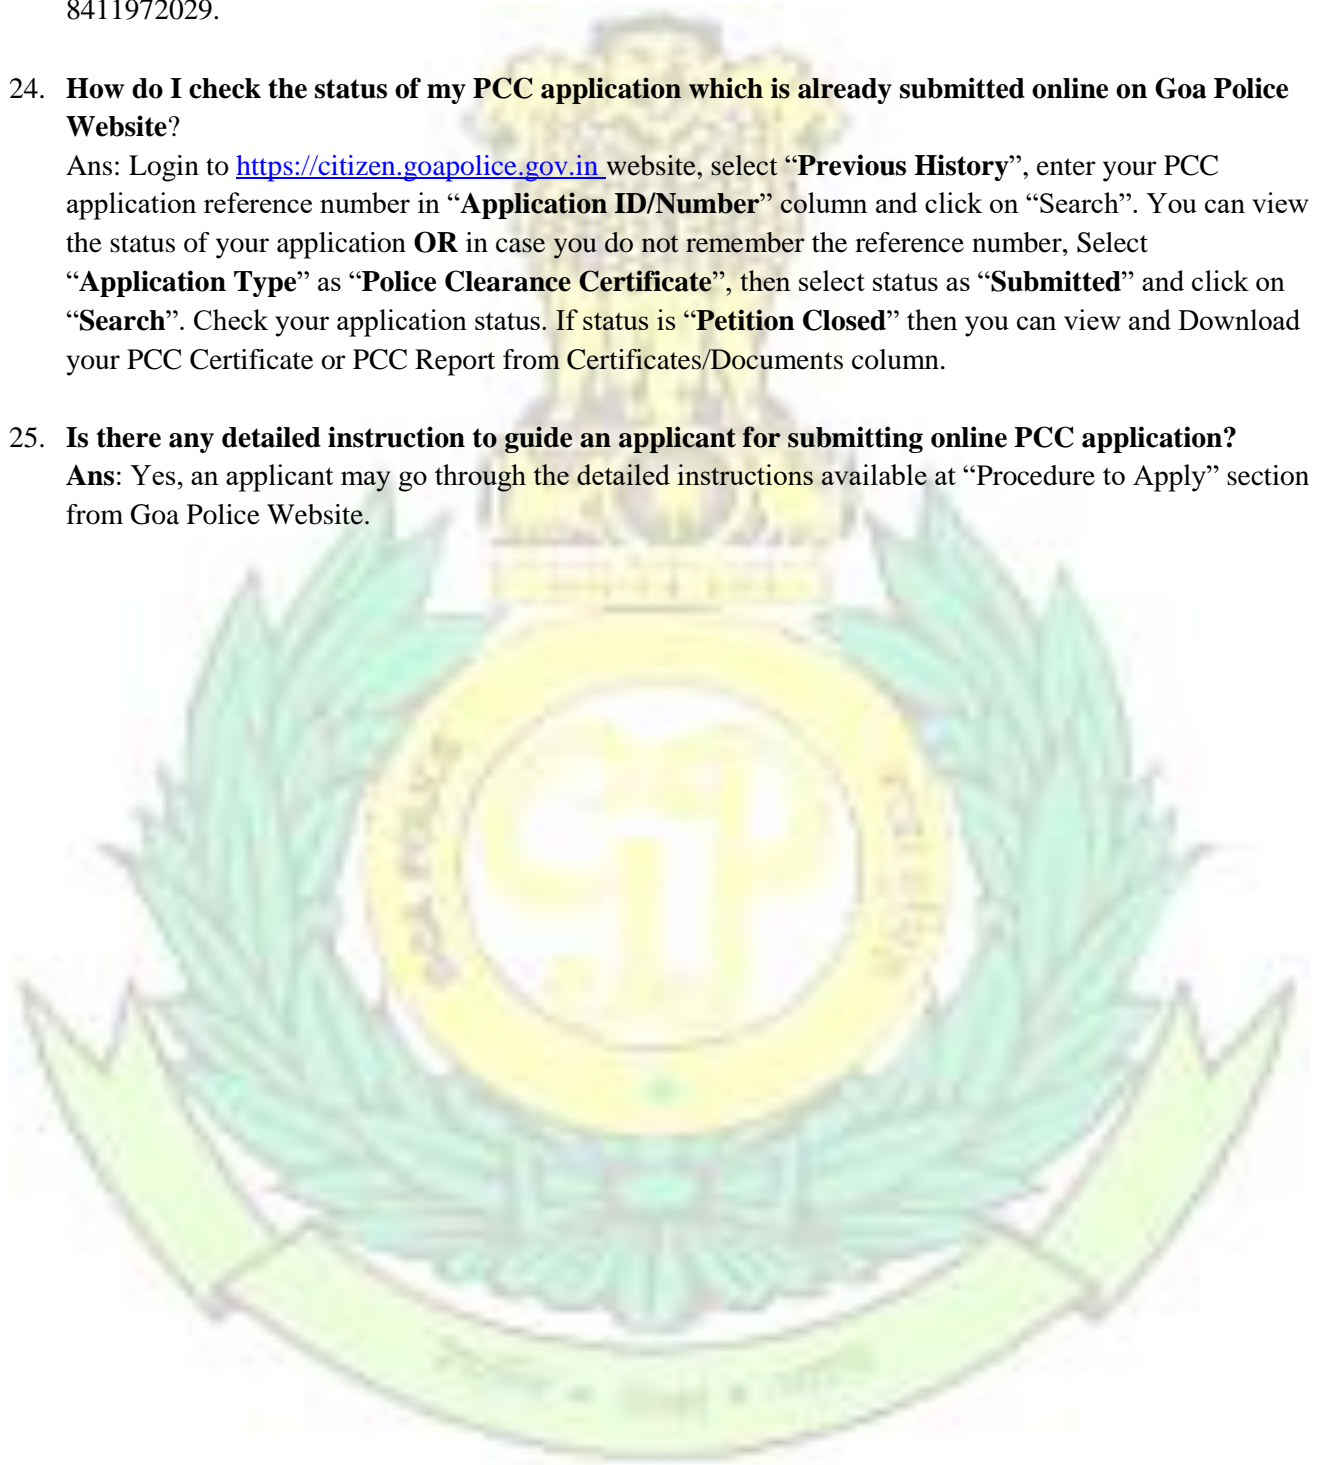 8411972029.
24. How do I check the status of my PCC application which is already submitted online on Goa Police
Website?
Ans: Login to https://citizen.goapolice.gov.in website, select “Previous History”, enter your PCC
application reference number in “Application ID/Number” column and click on “Search”. You can view
the status of your application OR in case you do not remember the reference number, Select
“Application Type” as “Police Clearance Certificate”, then select status as “Submitted” and click on
“Search”. Check your application status. If status is “Petition Closed” then you can view and Download
your PCC Certificate or PCC Report from Certificates/Documents column.
25. Is there any detailed instruction to guide an applicant for submitting online PCC application?
Ans: Yes, an applicant may go through the detailed instructions available at “Procedure to Apply” section
from Goa Police Website.
GOA POLICE